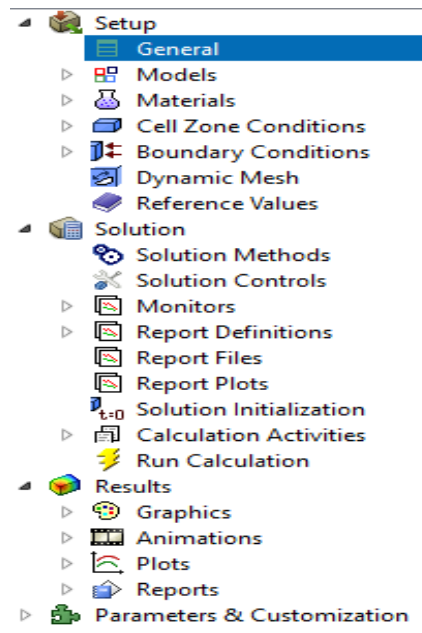 Setup
General
Models
Materials
Cell Zone Conditions
Boundary Conditions
Dynamic Mesh
Reference Values
Solution
Solution Methods
Solution Controls
Monitors
Report Definitions
Report Files
Report Plots
t=0 Solution Initialization
Calculation Activities
Run Calculation
Results
Graphics
Animations
Plots
Reports
Parameters & Customization